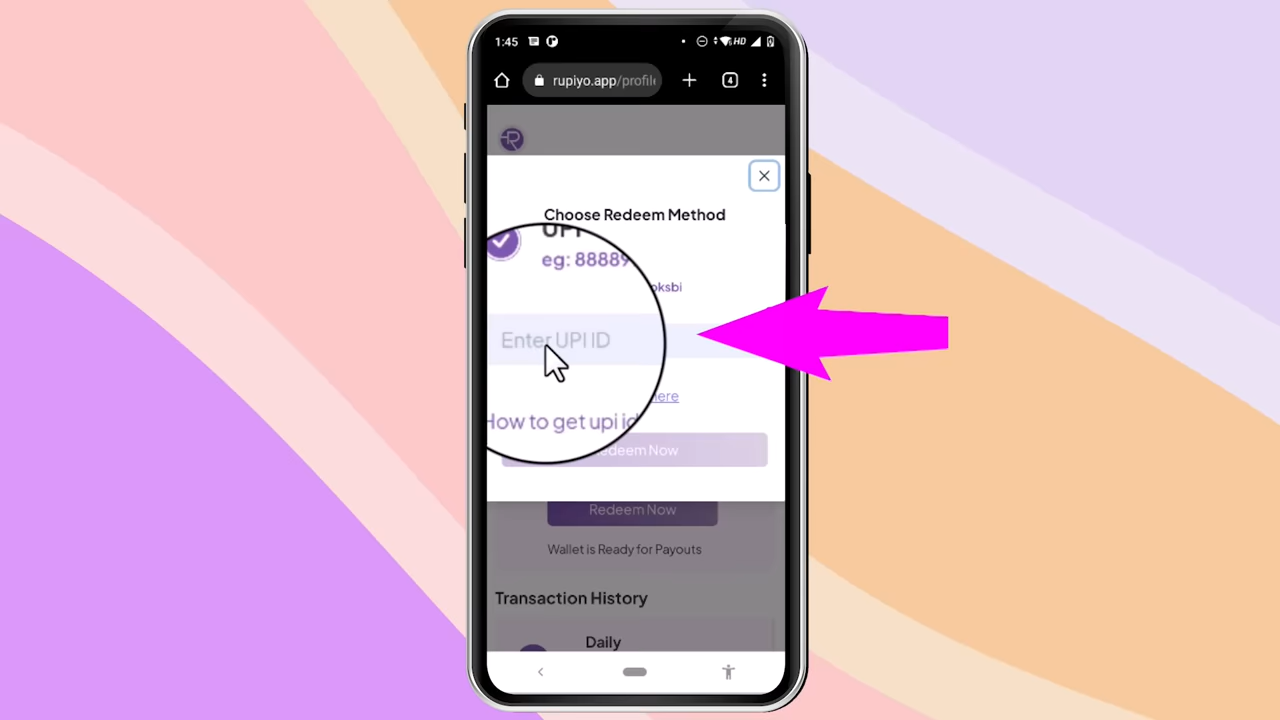 1:45
HD
rupiyo.app/profile
4
Choose Redeem Method
UPI
eg: 88889
oksbi
Enter UPI ID
here
How to get upi id
Redeem Now
Redeem Now
Wallet is Ready for Payouts
Transaction History
Daily